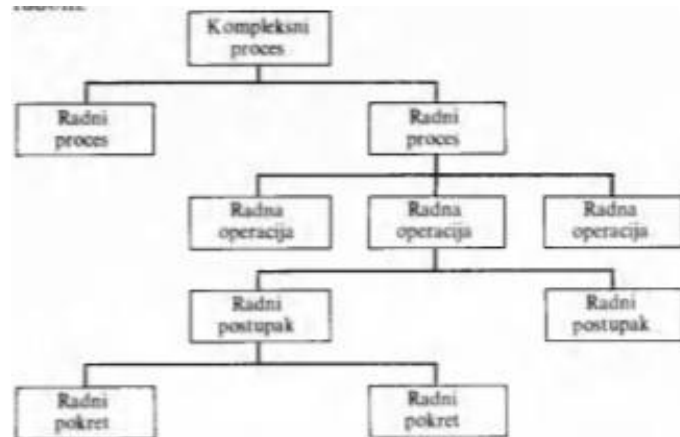 Kompleksni
proces
Radni
proces
Radni
proces
Radna
operacija
Radna
operacija
Radna
operacija
Radni
postupak
Radni
postupak
Radni
pokret
Radni
pokret